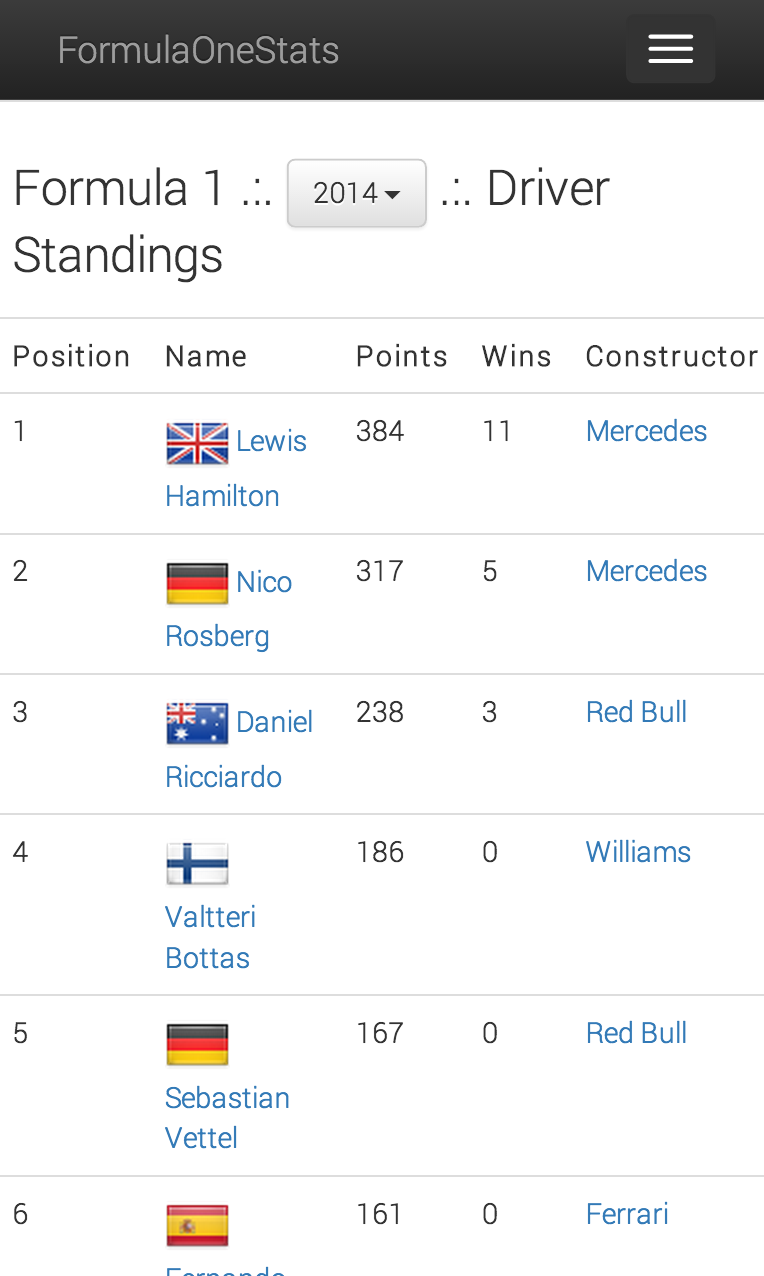 FormulaOneStats
Formula 1 .:. 2014 .:. Driver
Standings
Position Name Points Wins Constructor
1 Lewis 384 11 Mercedes
Hamilton
2 Nico 317 5 Mercedes
Rosberg
3 Daniel 238 3 Red Bull
Ricciardo
4 186 0 Williams
Valtteri
Bottas
5 167 0 Red Bull
Sebastian
Vettel
6 161 0 Ferrari
Fernando